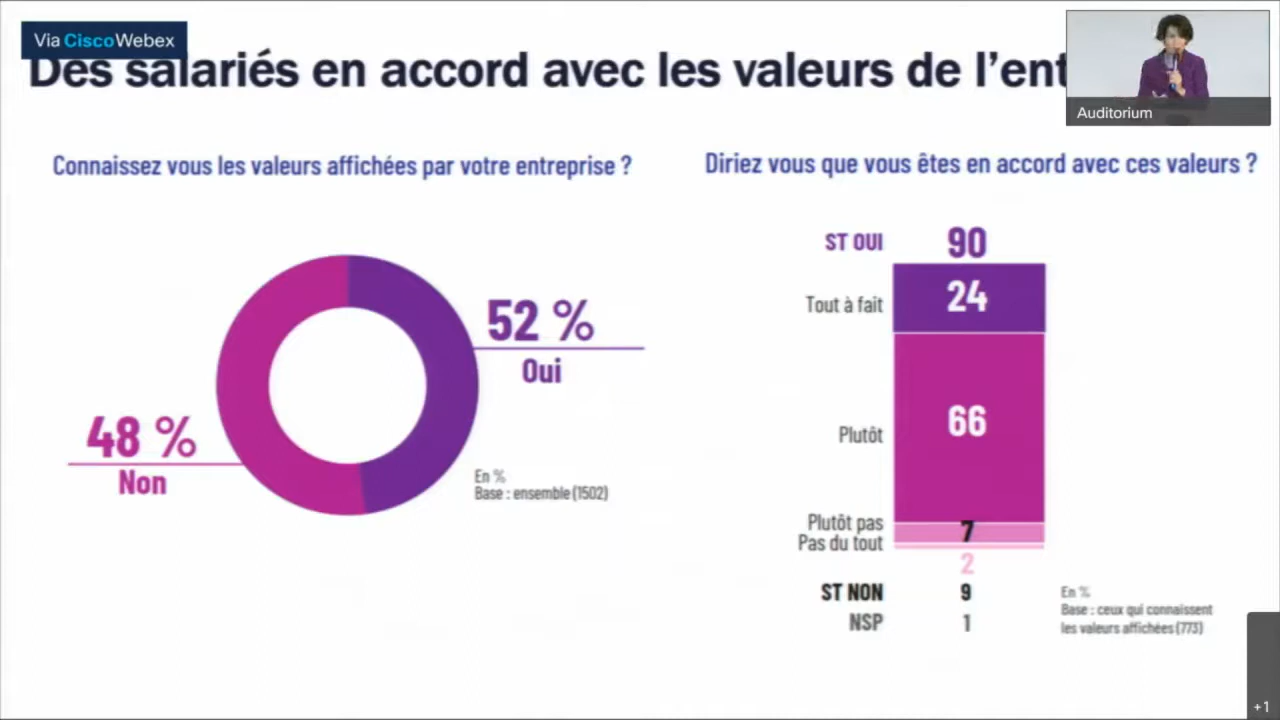 Via CiscoWebex
Des salariés en accord avec les valeurs de l'ent
Auditorium
Connaissez vous les valeurs affichées par votre entreprise ?
52 %
Oui
48 %
Non
En %
Base : ensemble (1502)
Diriez vous que vous êtes en accord avec ces valeurs ?
ST OUI 90
Tout à fait 24
Plutôt 66
Plutôt pas 7
Pas du tout 2
ST NON 9
NSP 1
En %
Base : ceux qui connaissent
les valeurs affichées (773)
+1